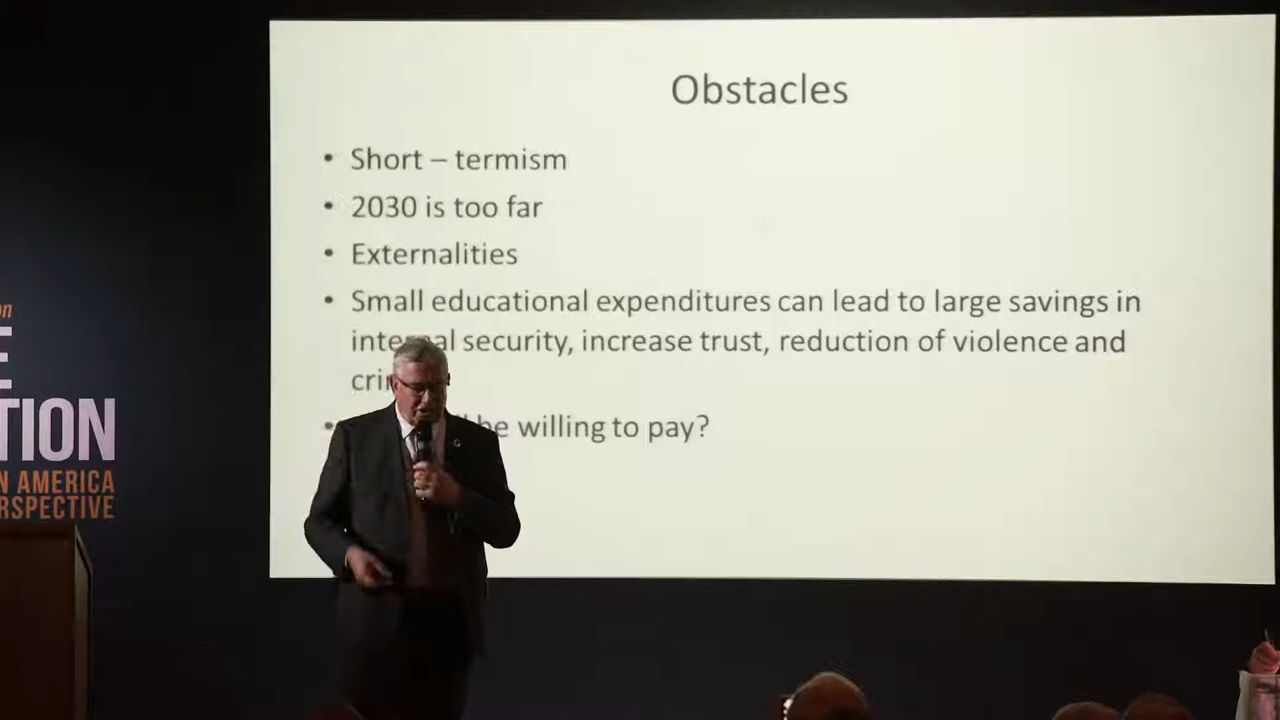 Obstacles
• Short – termism
• 2030 is too far
• Externalities
• Small educational expenditures can lead to large savings in
internal security, increase trust, reduction of violence and
• be willing to pay?
TION
N AMERICA
RSPECTIVE